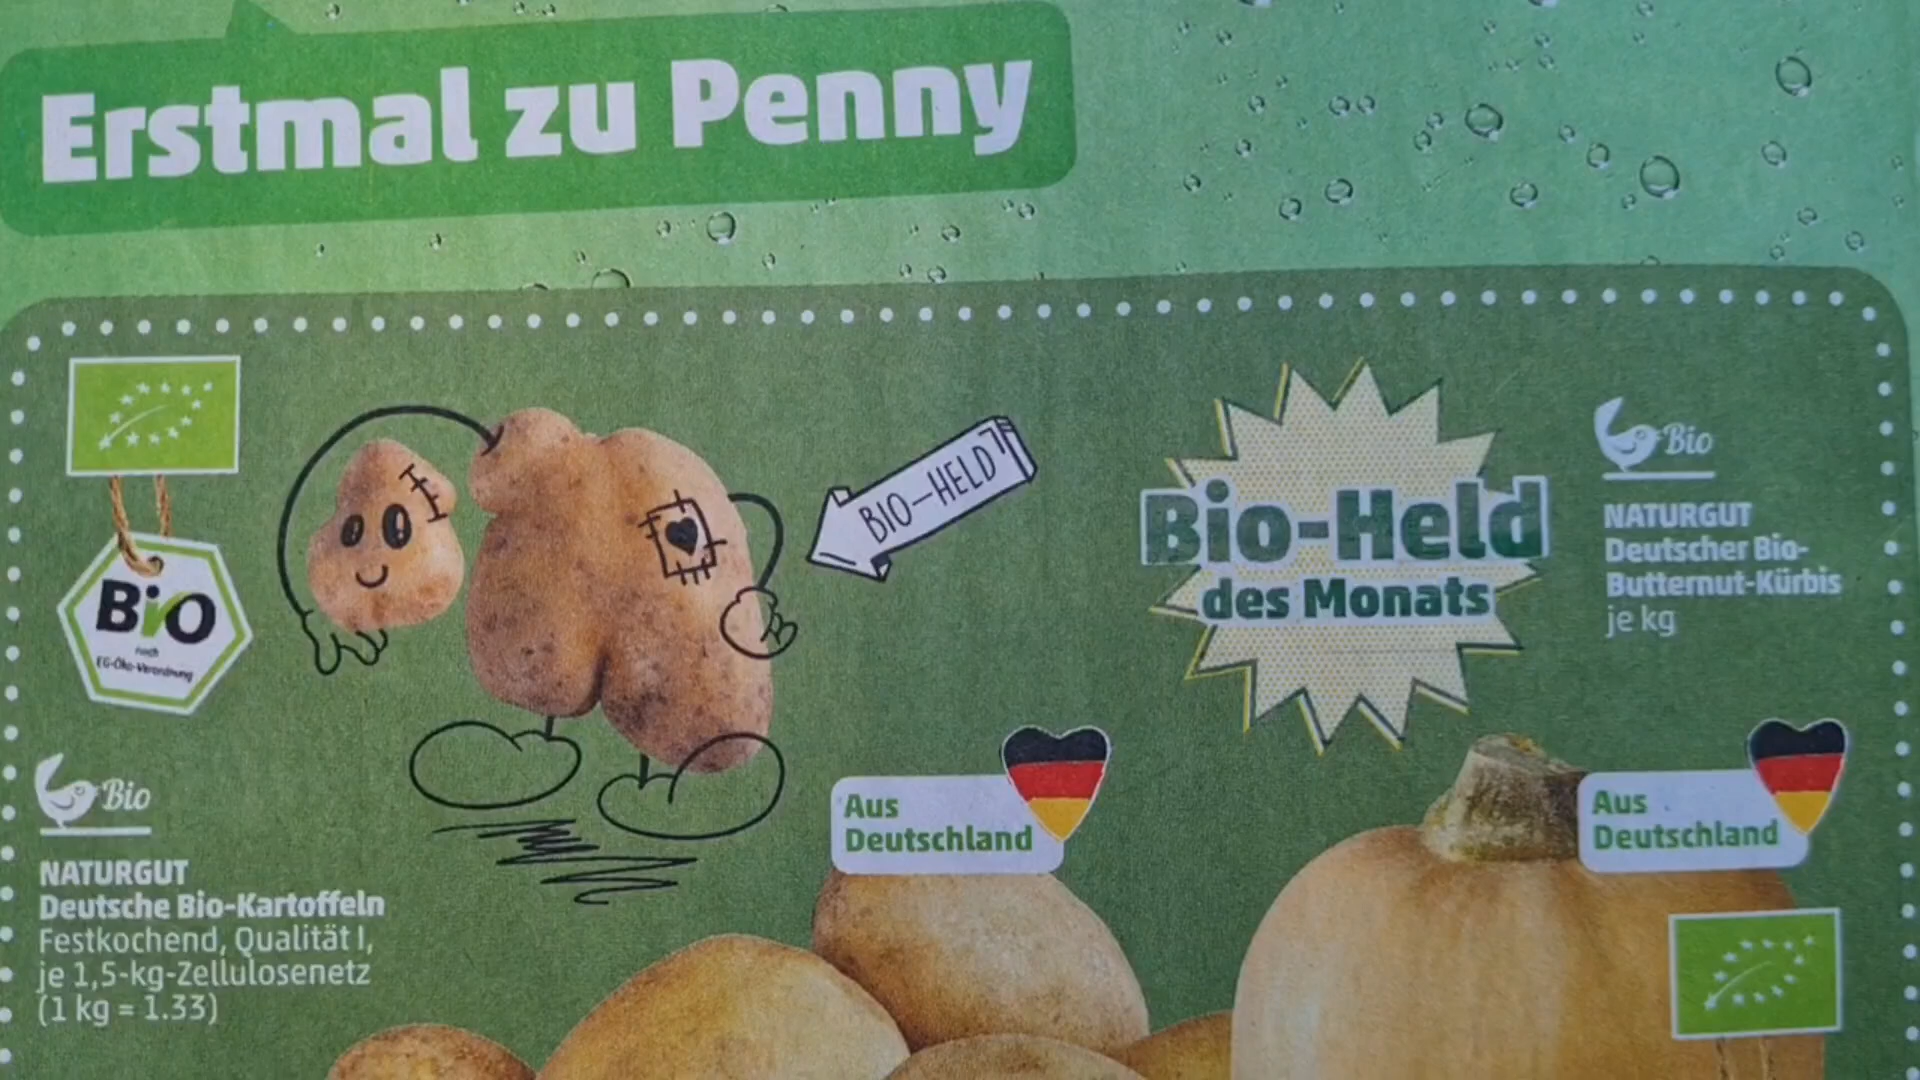 Erstmal zu Penny
BiO
nach
EG-Öko-Verordnung
BIO-HELD
Bio-Held
des Monats
Bio
NATURGUT
Deutscher Bio-
Butternut-Kürbis
je kg
Bio
NATURGUT
Deutsche Bio-Kartoffeln
Festkochend, Qualität I,
je 1,5-kg-Zellulosenetz
(1 kg = 1.33)
Aus
Deutschland
Aus
Deutschland